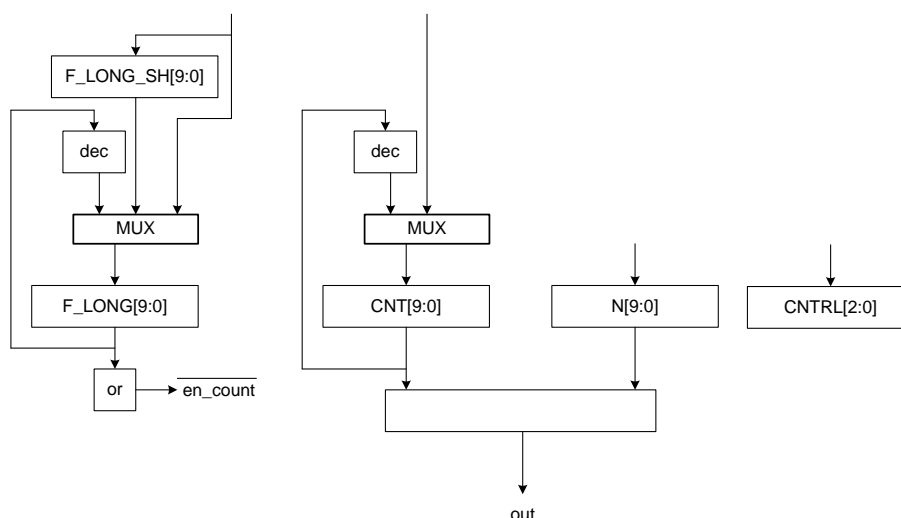 F_LONG_SH[9:0]
dec
dec
MUX
MUX
F_LONG[9:0]
CNT[9:0]
N[9:0]
CNTRL[2:0]
or
en_count
out